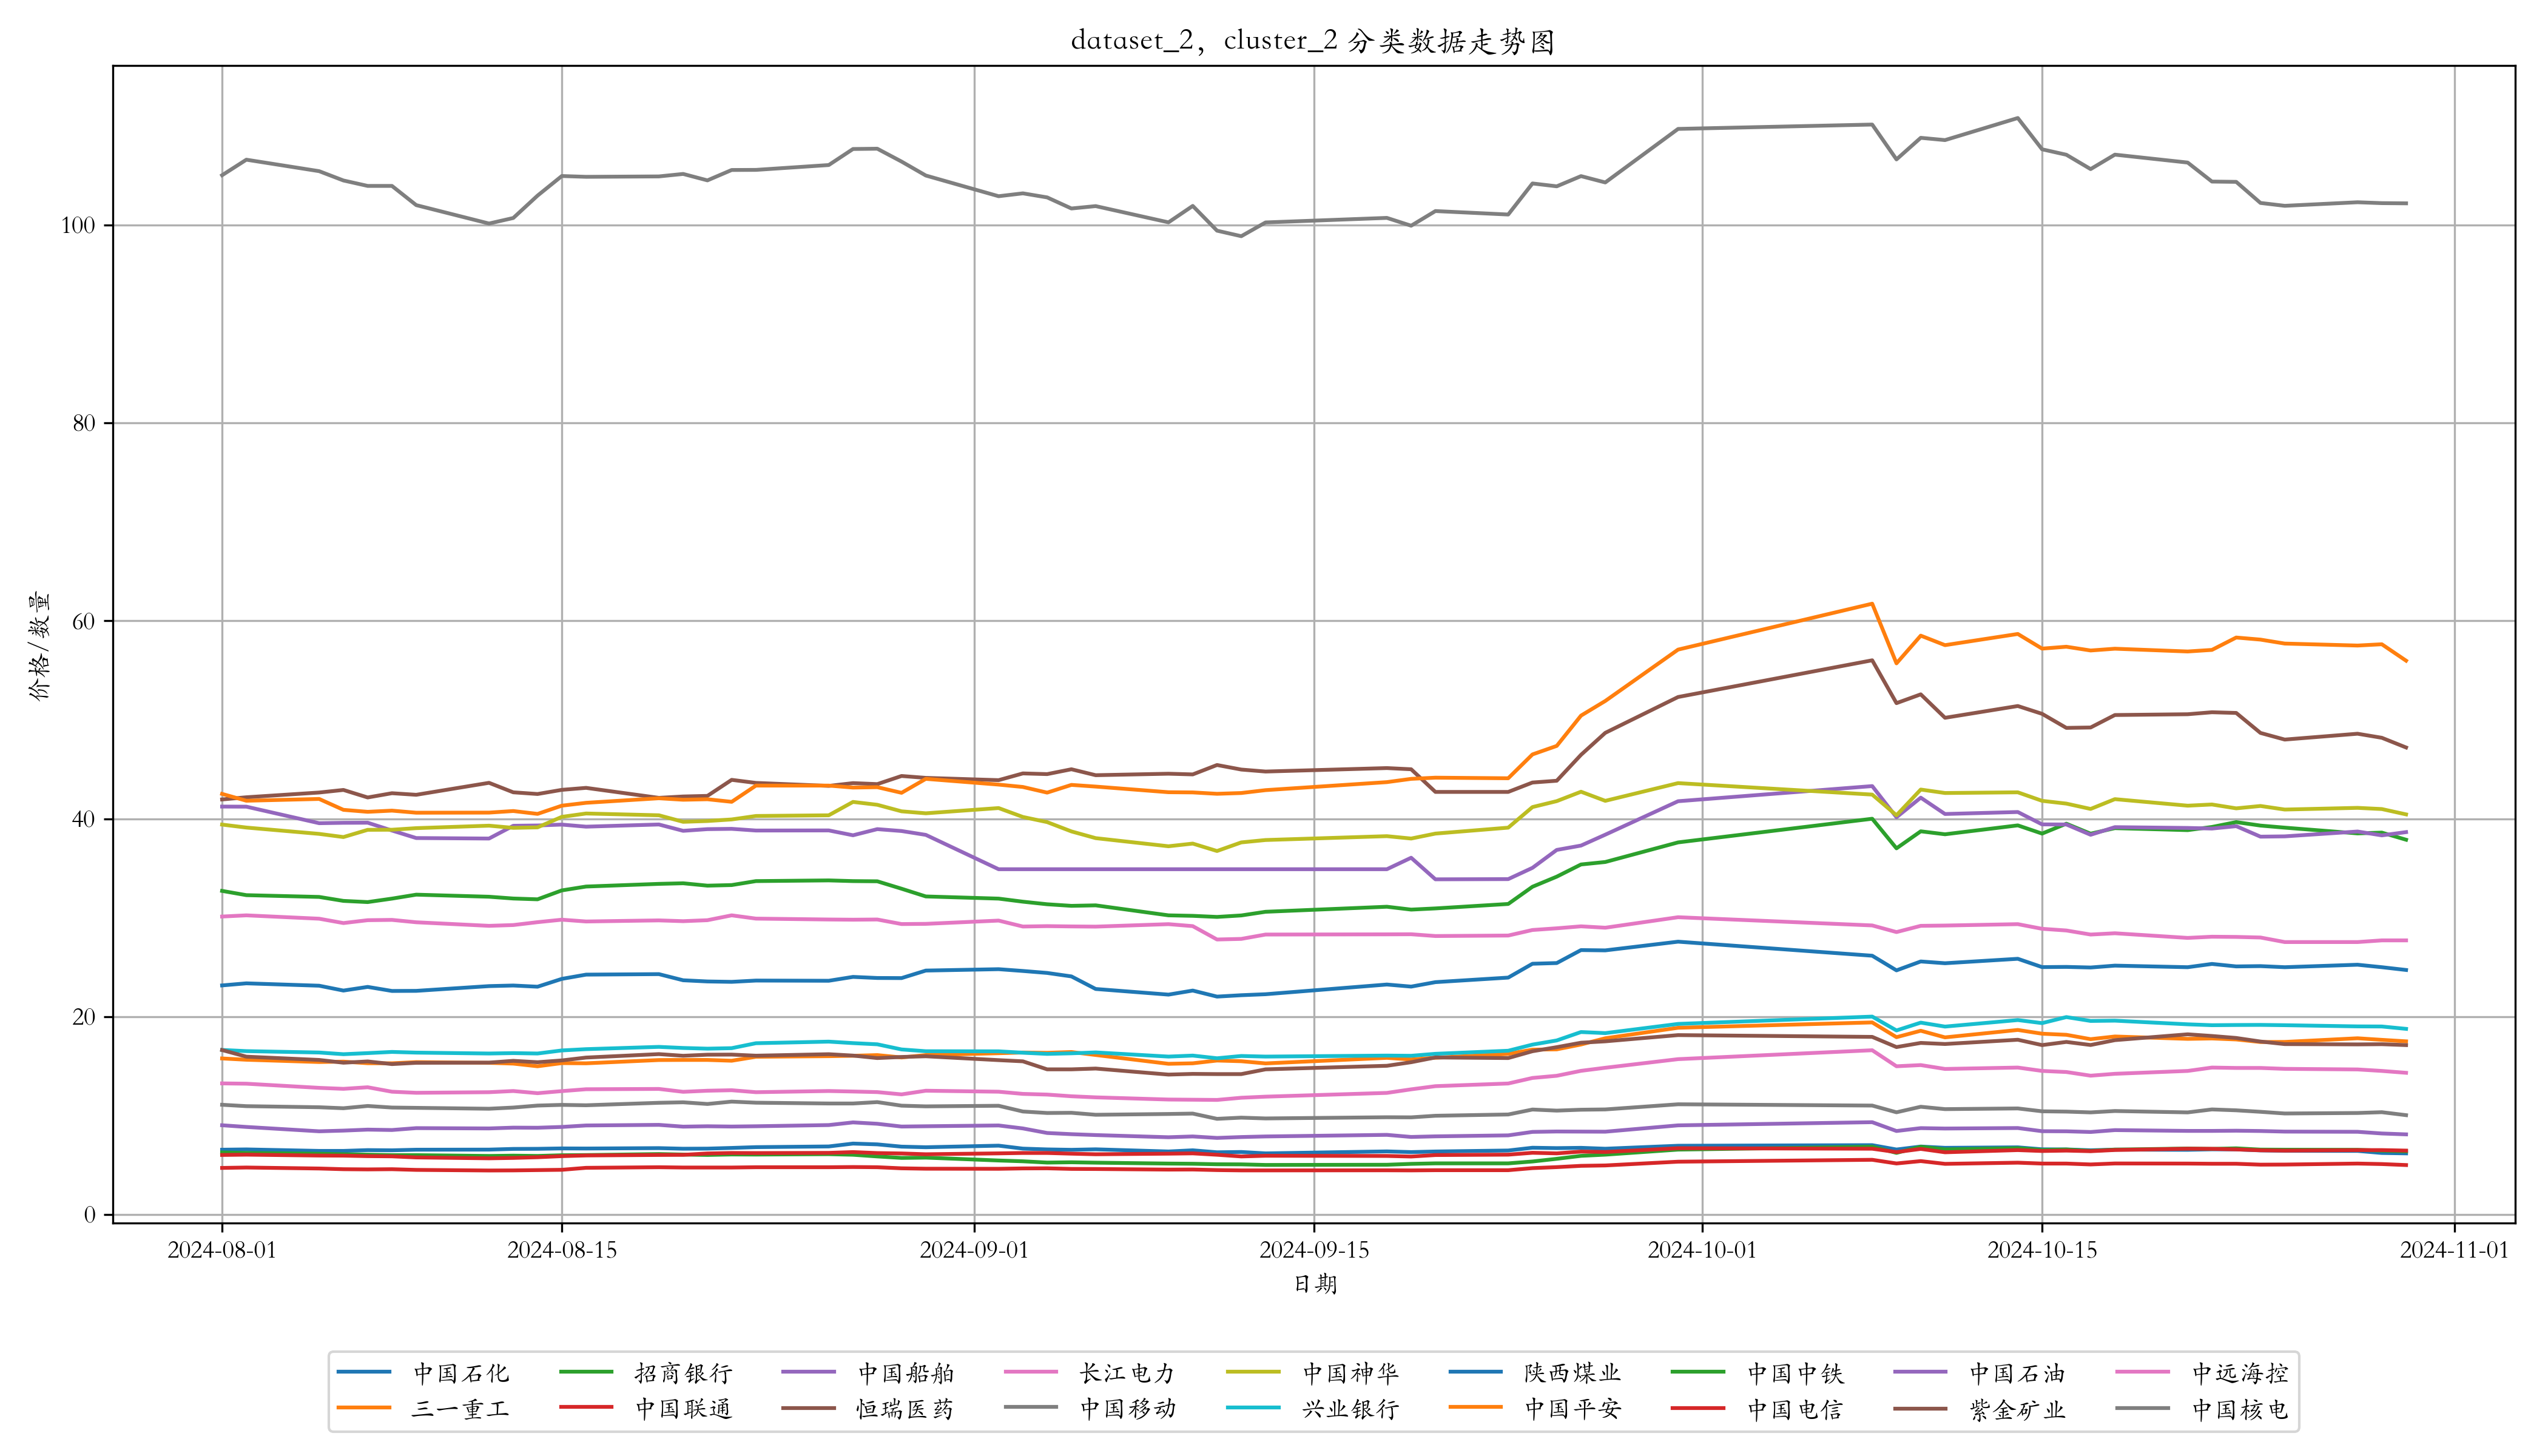 dataset_2，cluster_2 分类数据走势图
价格/数量
100
80
60
40
20
0
2024-08-01 2024-08-15 2024-09-01 2024-09-15 2024-10-01 2024-10-15 2024-11-01
日期
中国石化 招商银行 中国船舶 长江电力 中国神华 陕西煤业 中国中铁 中国石油 中远海控
三一重工 中国联通 恒瑞医药 中国移动 兴业银行 中国平安 中国电信 紫金矿业 中国核电